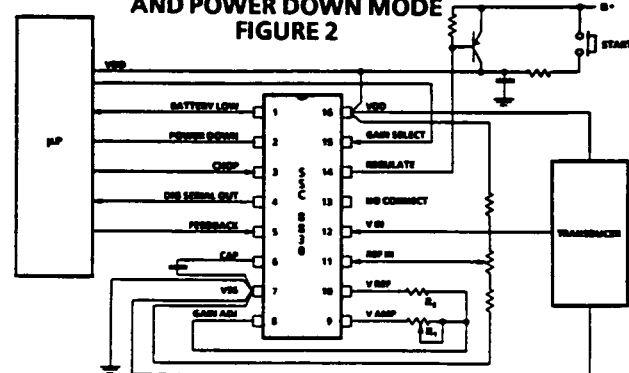 AND POWER DOWN MODE
FIGURE 2
B+
START
VDD
BATTERY LOW
POWER DOWN
CHOP
DIG SERIAL OUT
FEEDBACK
CAP
VSS
GAIN ADJ
µP
1
2
3
4
5
6
7
8
16
15
14
13
12
11
10
9
VDD
GAIN SELECT
REGULATE
NO CONNECT
V IN
REF IN
V REF
V AMP
TRANSDUCER